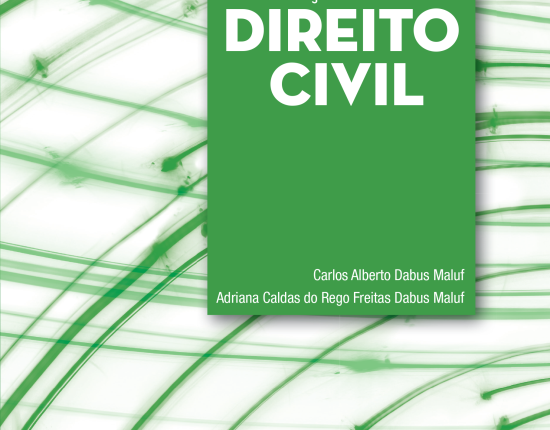 DIREITO
CIVIL
Carlos Alberto Dabus Maluf
Adriana Caldas do Rego Freitas Dabus Maluf